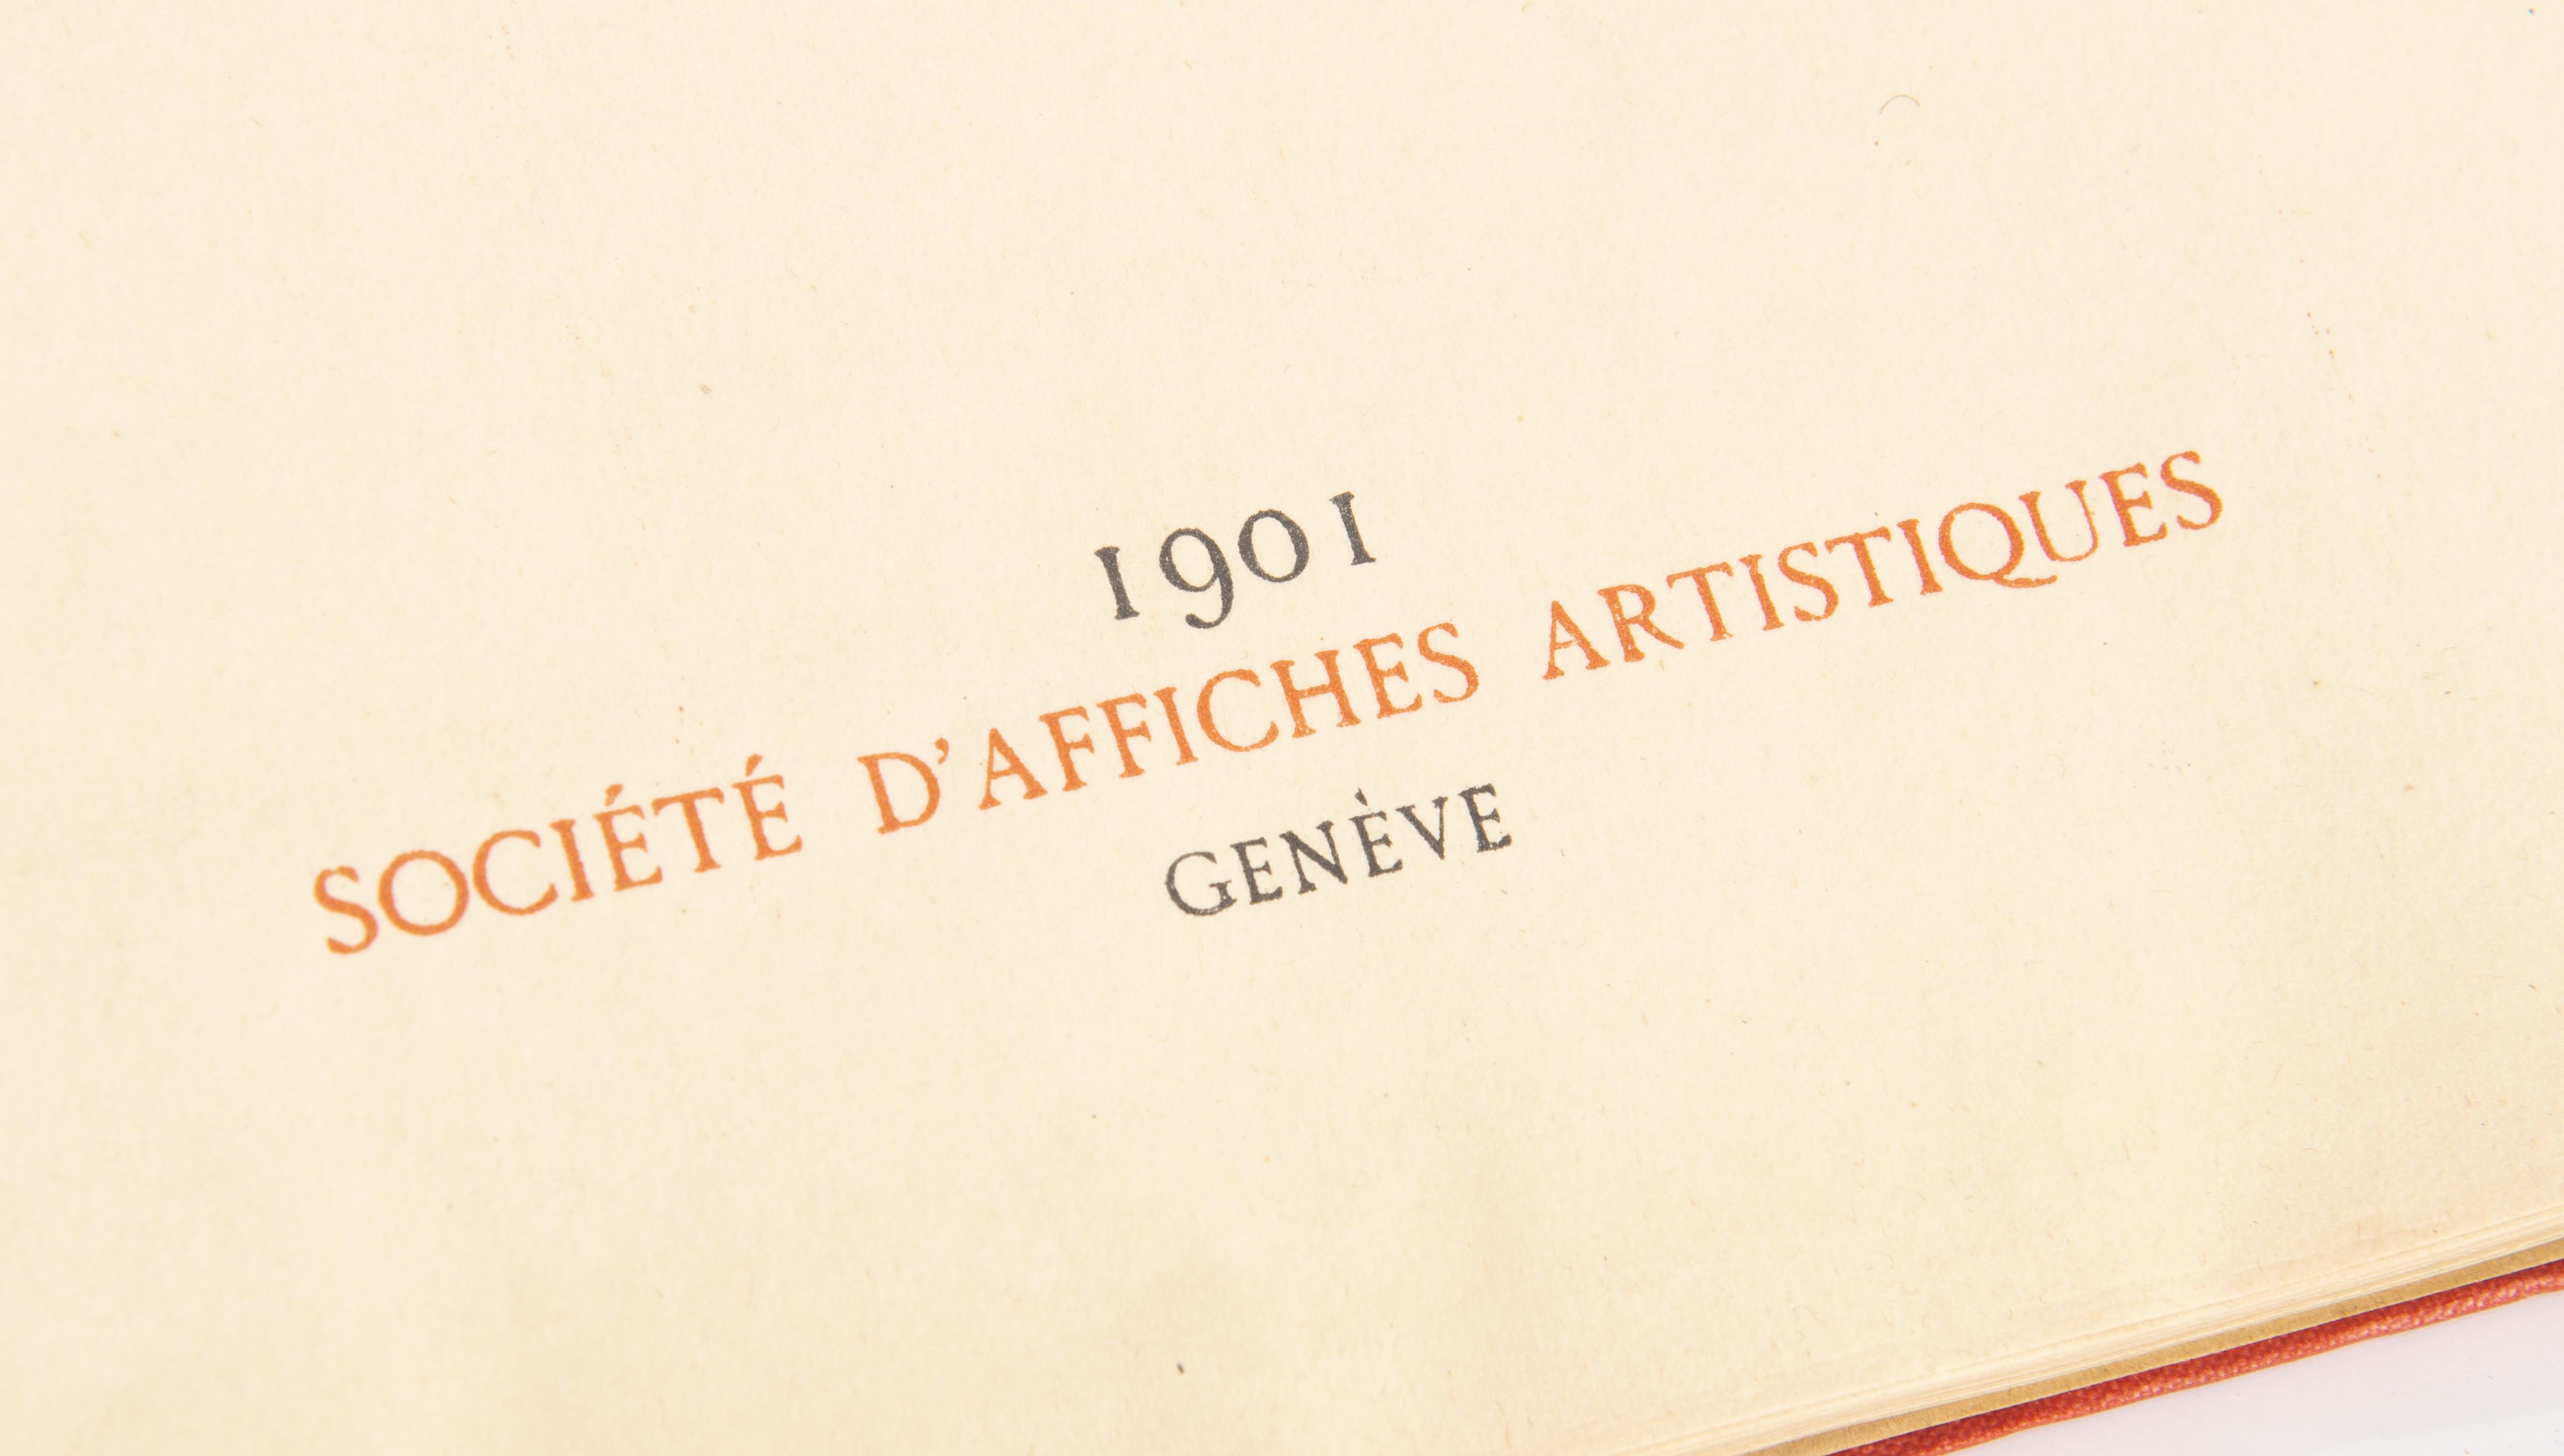 1901
SOCIÉTÉ D'AFFICHES ARTISTIQUES
GENÈVE